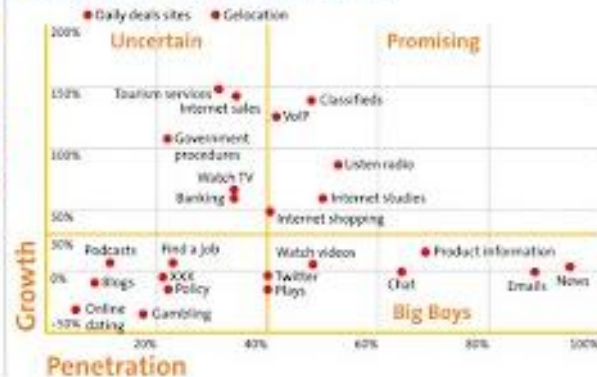 Daily deals sites
Gelocation
200%
Uncertain
Promising
150%
Tourism services
Classifieds
Internet sales
VoIP
Government
procedures
100%
Listen radio
Watch TV
Banking
Internet studies
50%
Internet shopping
30%
Podcasts
Find a Job
Watch videos
Product information
0%
XXX
Twitter
Chat
Emails
News
Blogs
Policy
Plays
Online
dating
Gambling
Big Boys
-50%
Growth
20%
40%
60%
80%
100%
Penetration